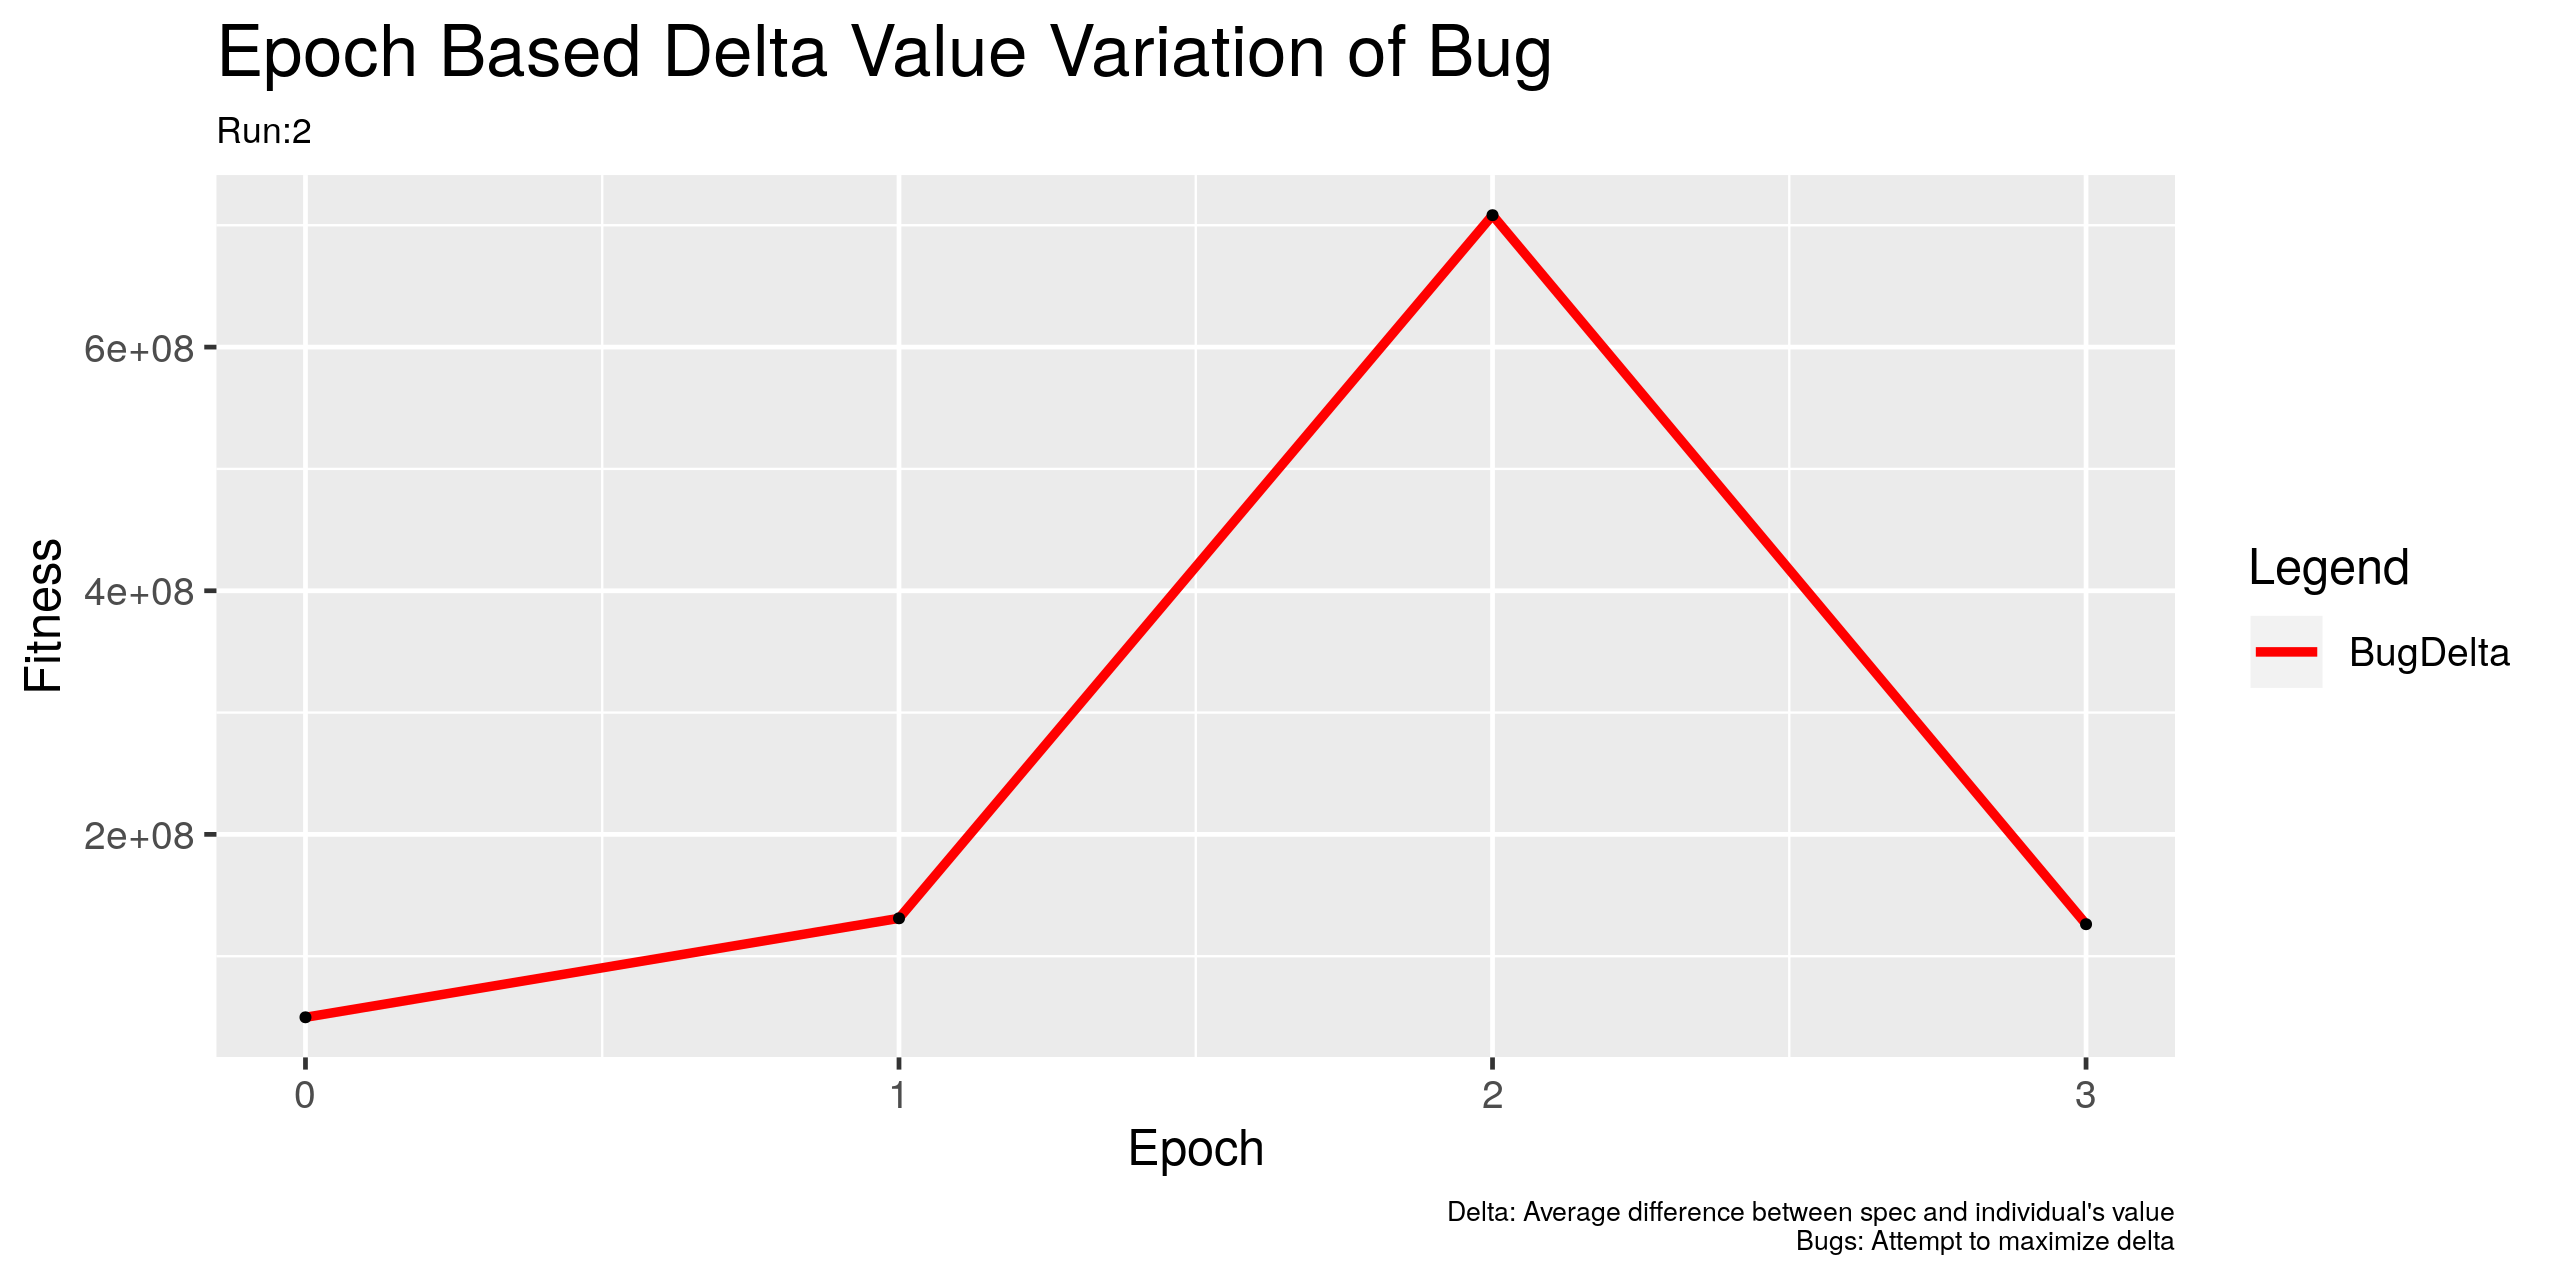 Epoch Based Delta Value Variation of Bug
Run:2
Fitness
6e+08
4e+08
2e+08
0
1
2
3
Epoch
Legend
BugDelta
Delta: Average difference between spec and individual's value
Bugs: Attempt to maximize delta